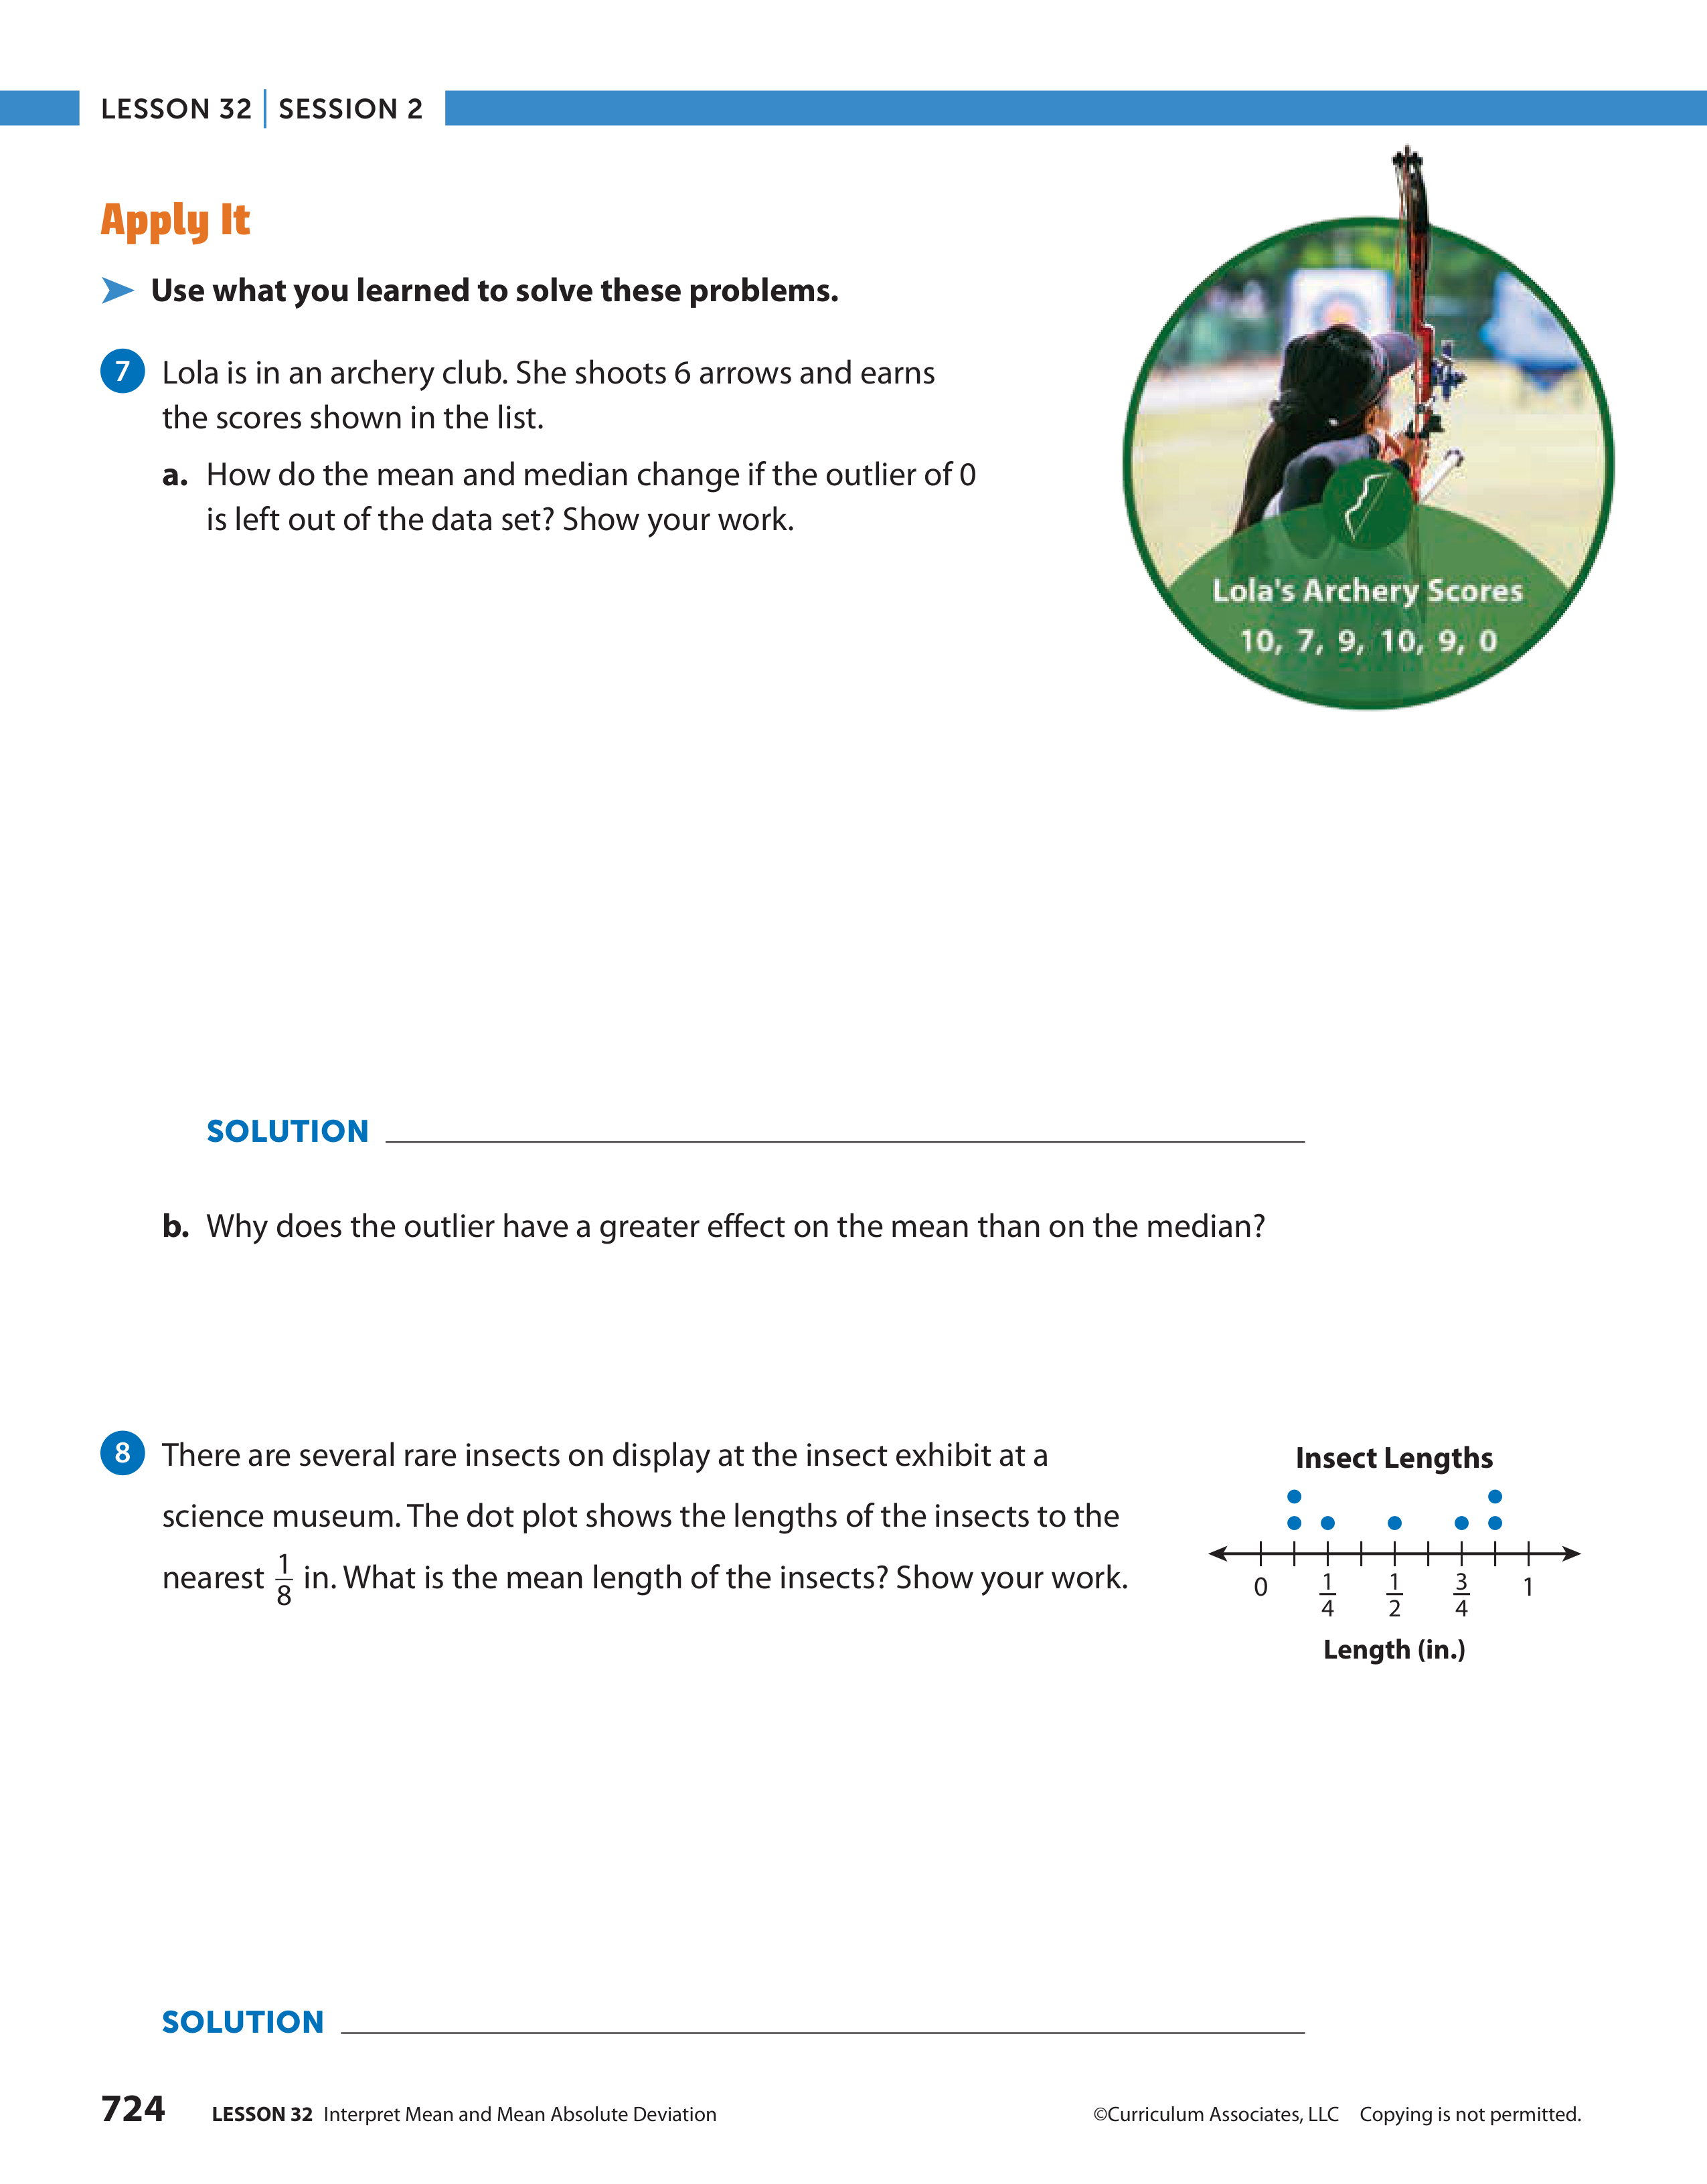 LESSON 32 | SESSION 2
Apply It
Use what you learned to solve these problems.
7 Lola is in an archery club. She shoots 6 arrows and earns
the scores shown in the list.
a. How do the mean and median change if the outlier of 0
is left out of the data set? Show your work.
Lola's Archery Scores
10, 7, 9, 10, 9, 0
SOLUTION
b. Why does the outlier have a greater effect on the mean than on the median?
8 There are several rare insects on display at the insect exhibit at a
science museum. The dot plot shows the lengths of the insects to the
nearest 1/8 in. What is the mean length of the insects? Show your work.
Insect Lengths
0 1/4 1/2 3/4 1
Length (in.)
SOLUTION
724 LESSON 32 Interpret Mean and Mean Absolute Deviation
©Curriculum Associates, LLC Copying is not permitted.